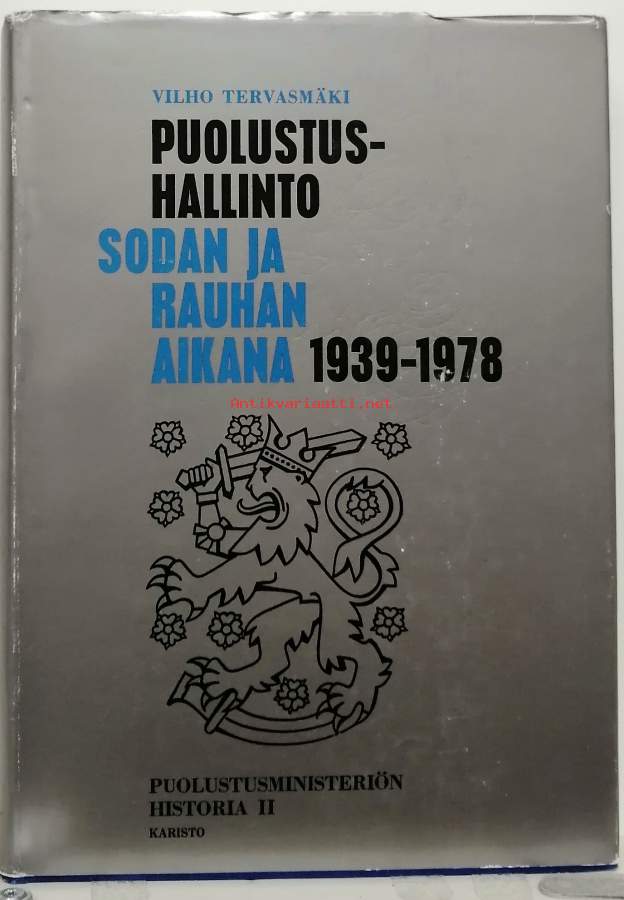 VILHO TERVASMÄKI
PUOLUSTUS-
HALLINTO
SODAN JA
RAUHAN
AIKANA 1939-1978
Antikvariaatti.net
PUOLUSTUSMINISTERIÖN
HISTORIA II
KARISTO